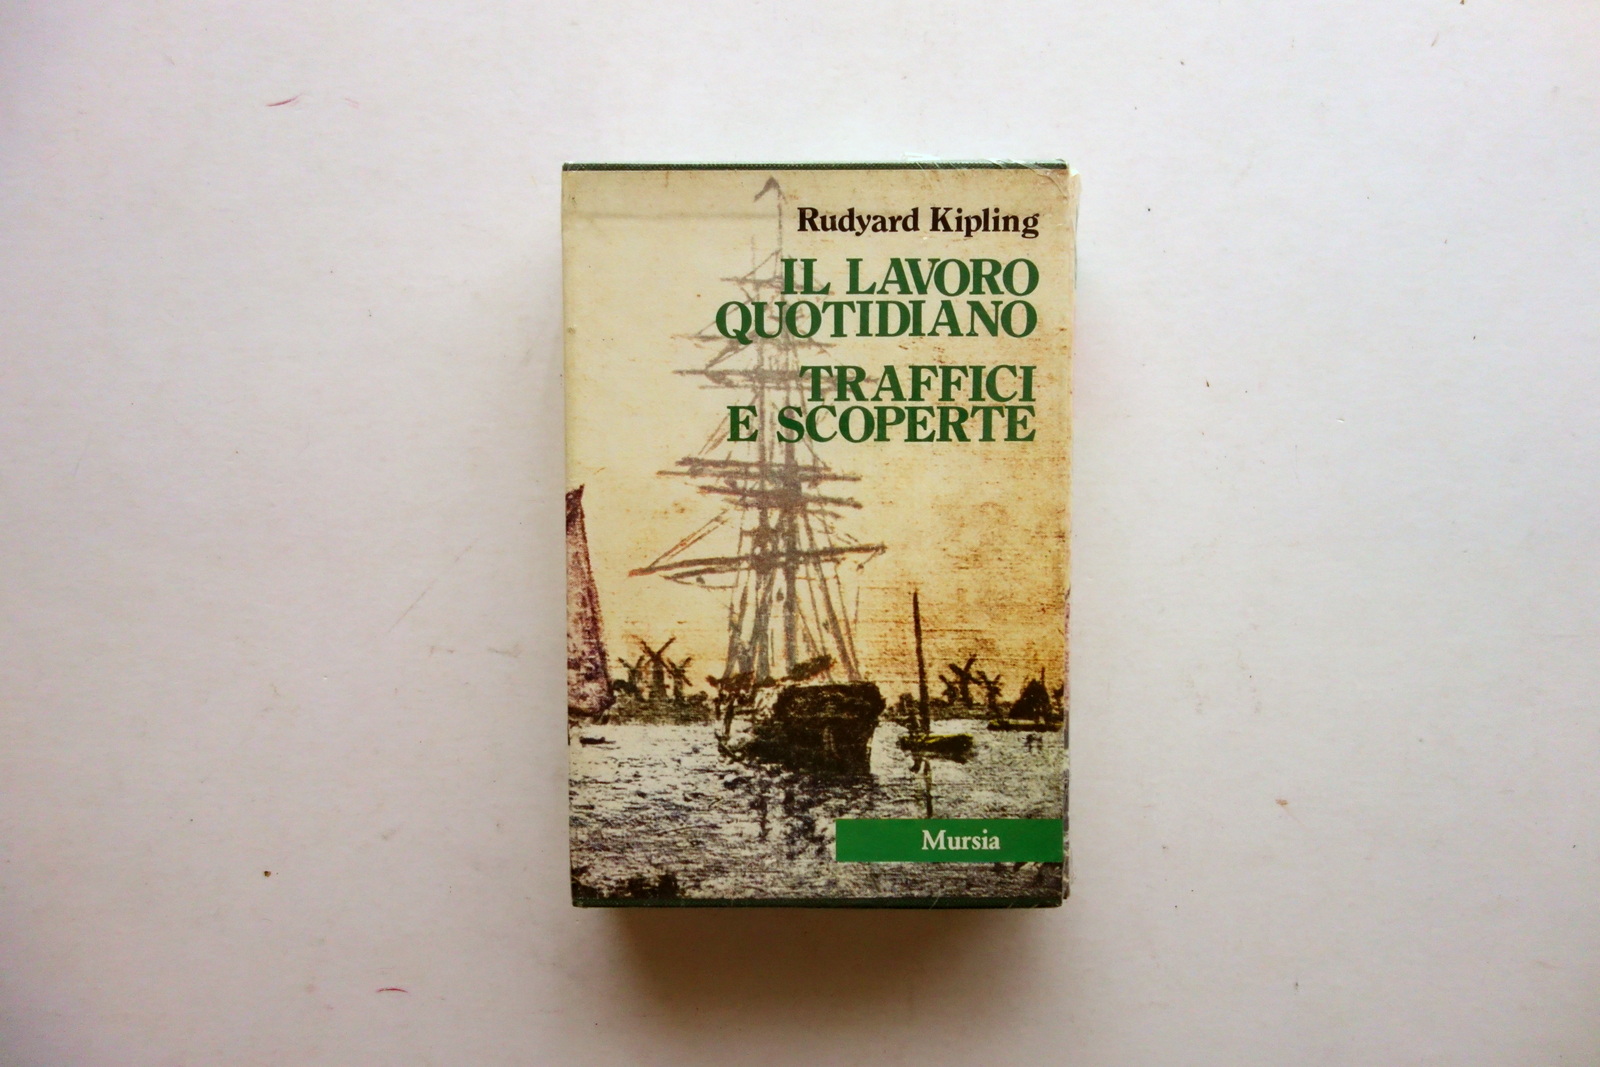 Rudyard Kipling
IL LAVORO
QUOTIDIANO
TRAFFICI
E SCOPERTE
Mursia